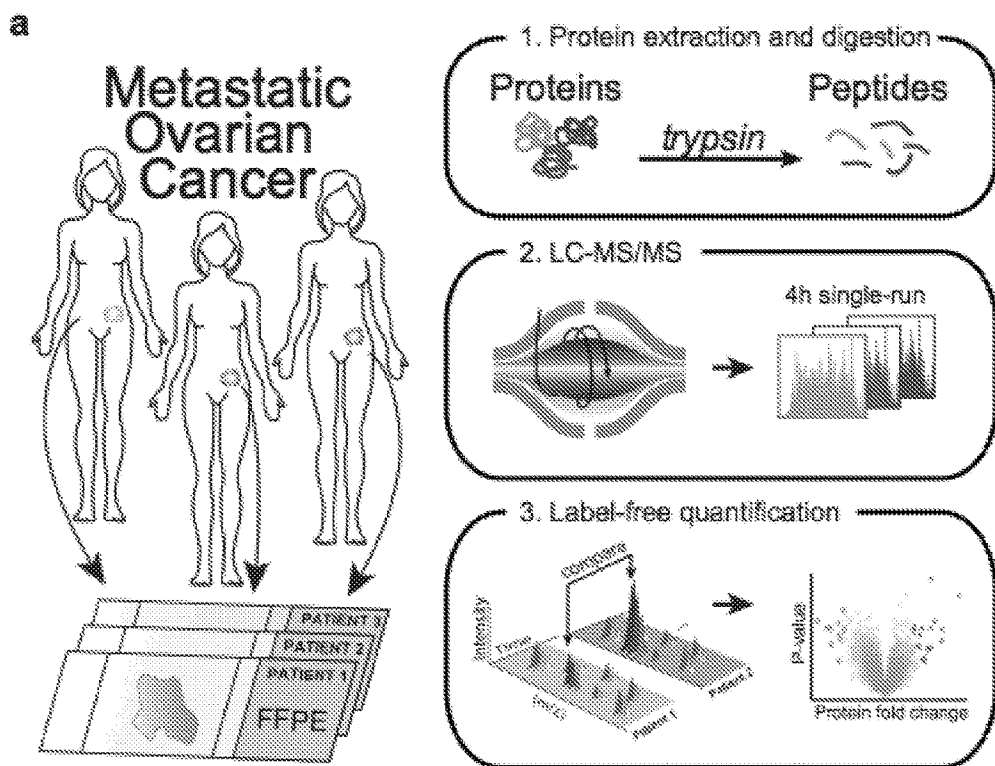 a
Metastatic
Ovarian
Cancer
PATIENT 3
PATIENT 2
PATIENT 1
FFPE
1. Protein extraction and digestion
Proteins
trypsin
Peptides
2. LC-MS/MS
4h single-run
3. Label-free quantification
compare
Intensity
Time
(m/z)
Patient 1
Patient 2
P-value
Protein fold change